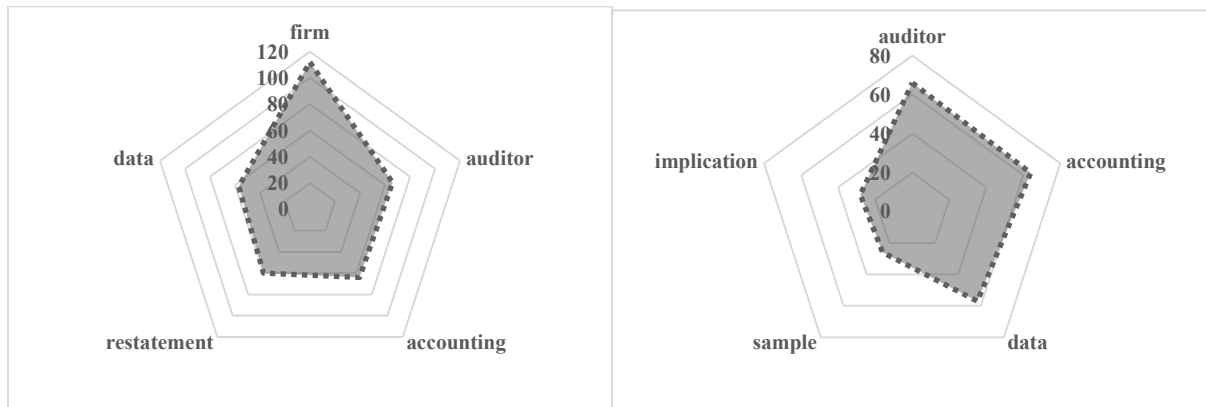 firm
120
100
80
60
40
20
0
data
auditor
restatement
accounting
auditor
80
60
40
20
0
implication
accounting
sample
data